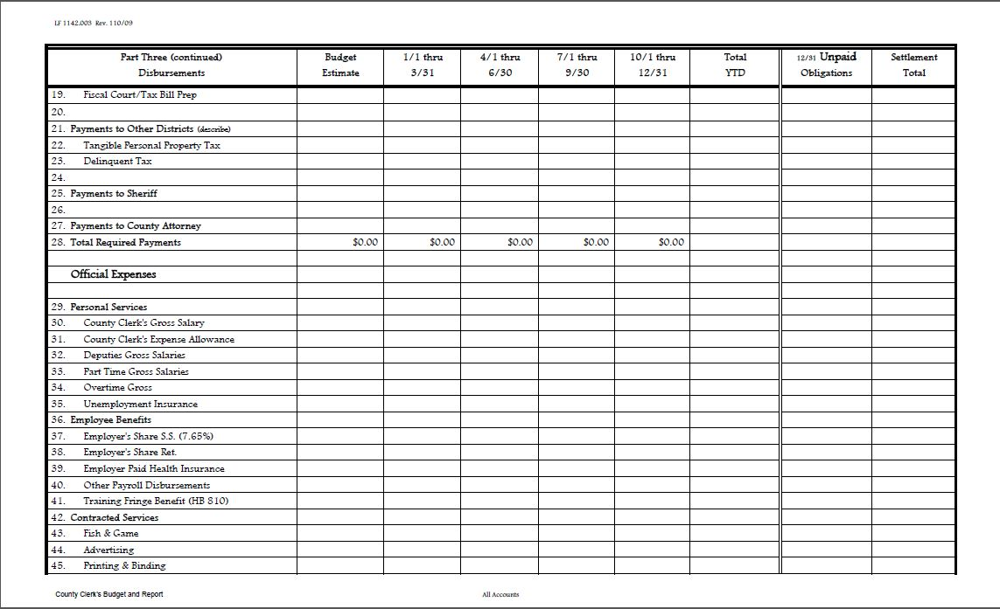 LF 1142.003 Rev. 110/09
Part Three (continued) Budget 1/1 thru 4/1 thru 7/1 thru 10/1 thru Total 12/31 Unpaid Settlement
Disbursements Estimate 3/31 6/30 9/30 12/31 YTD Obligations Total
19. Fiscal Court/Tax Bill Prep
20.
21. Payments to Other Districts (describe)
22. Tangible Personal Property Tax
23. Delinquent Tax
24.
25. Payments to Sheriff
26.
27. Payments to County Attorney
28. Total Required Payments $0.00 $0.00 $0.00 $0.00 $0.00
Official Expenses
29. Personal Services
30. County Clerk's Gross Salary
31. County Clerk's Expense Allowance
32. Deputies Gross Salaries
33. Part Time Gross Salaries
34. Overtime Gross
35. Unemployment Insurance
36. Employee Benefits
37. Employer's Share S.S. (7.65%)
38. Employer's Share Ret.
39. Employer Paid Health Insurance
40. Other Payroll Disbursements
41. Training Fringe Benefit (HB 810)
42. Contracted Services
43. Fish & Game
44. Advertising
45. Printing & Binding
County Clerk's Budget and Report All Accounts